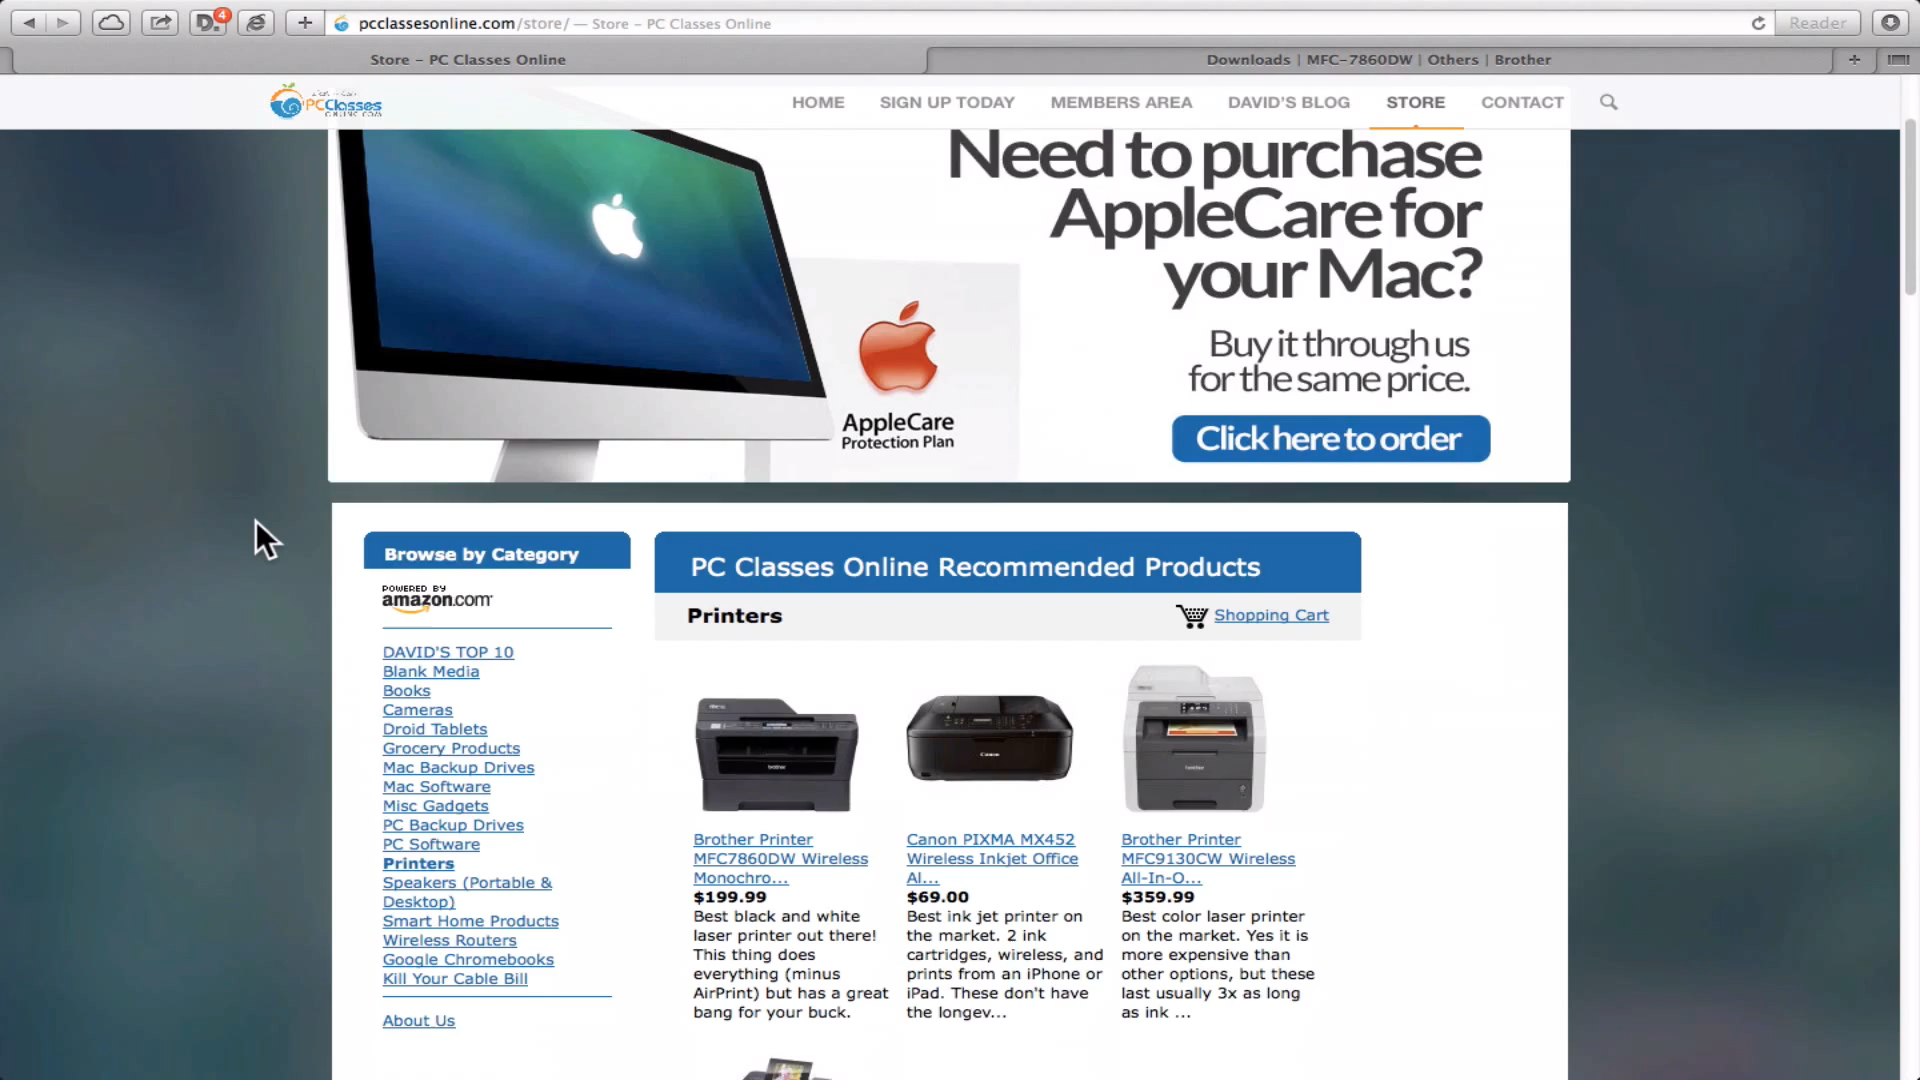 D. 4
pcclassesonline.com/store/ — Store – PC Classes Online
Reader
Store – PC Classes Online
Downloads | MFC-7860DW | Others | Brother
PCClasses
ONLINE.COM
HOME
SIGN UP TODAY
MEMBERS AREA
DAVID'S BLOG
STORE
CONTACT
Need to purchase
AppleCare for
your Mac?
Buy it through us
for the same price.
Click here to order
AppleCare
Protection Plan
Browse by Category
POWERED BY
amazon.com
DAVID'S TOP 10
Blank Media
Books
Cameras
Droid Tablets
Grocery Products
Mac Backup Drives
Mac Software
Misc Gadgets
PC Backup Drives
PC Software
Printers
Speakers (Portable &
Desktop)
Smart Home Products
Wireless Routers
Google Chromebooks
Kill Your Cable Bill
About Us
PC Classes Online Recommended Products
Printers
Shopping Cart
brother
Canon
brother
Brother Printer
MFC7860DW Wireless
Monochro...
$199.99
Best black and white
laser printer out there!
This thing does
everything (minus
AirPrint) but has a great
bang for your buck.
Canon PIXMA MX452
Wireless Inkjet Office
Al...
$69.00
Best ink jet printer on
the market. 2 ink
cartridges, wireless, and
prints from an iPhone or
iPad. These don't have
the longev...
Brother Printer
MFC9130CW Wireless
All-In-O...
$359.99
Best color laser printer
on the market. Yes it is
more expensive than
other options, but these
last usually 3x as long
as ink ...